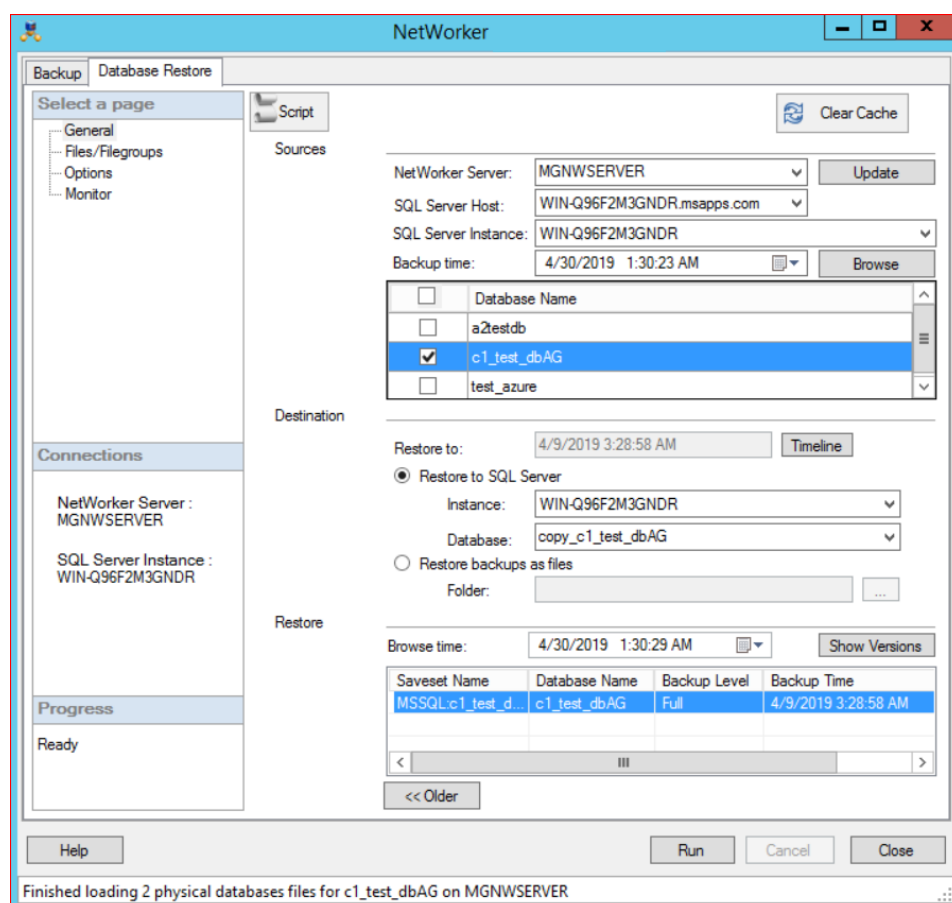 NetWorker
Backup Database Restore
Select a page
General
Files/Filegroups
Options
Monitor
Connections
NetWorker Server :
MGNWSERVER
SQL Server Instance :
WIN-Q96F2M3GNDR
Progress
Ready
Script Clear Cache
Sources
NetWorker Server: MGNWSERVER Update
SQL Server Host: WIN-Q96F2M3GNDR.msapps.com
SQL Server Instance: WIN-Q96F2M3GNDR
Backup time: 4/30/2019 1:30:23 AM Browse
Database Name
a2testdb
c1_test_dbAG
test_azure
Destination
Restore to: 4/9/2019 3:28:58 AM Timeline
Restore to SQL Server
Instance: WIN-Q96F2M3GNDR
Database: copy_c1_test_dbAG
Restore backups as files
Folder: ...
Restore
Browse time: 4/30/2019 1:30:29 AM Show Versions
Saveset Name Database Name Backup Level Backup Time
MSSQL:c1_test_d... c1_test_dbAG Full 4/9/2019 3:28:58 AM
<< Older
Help Run Cancel Close
Finished loading 2 physical databases files for c1_test_dbAG on MGNWSERVER